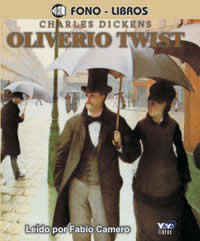 FONO - LIBROS
CHARLES DICKENS
OLIVERIO TWIST
Leído por Fabio Camero